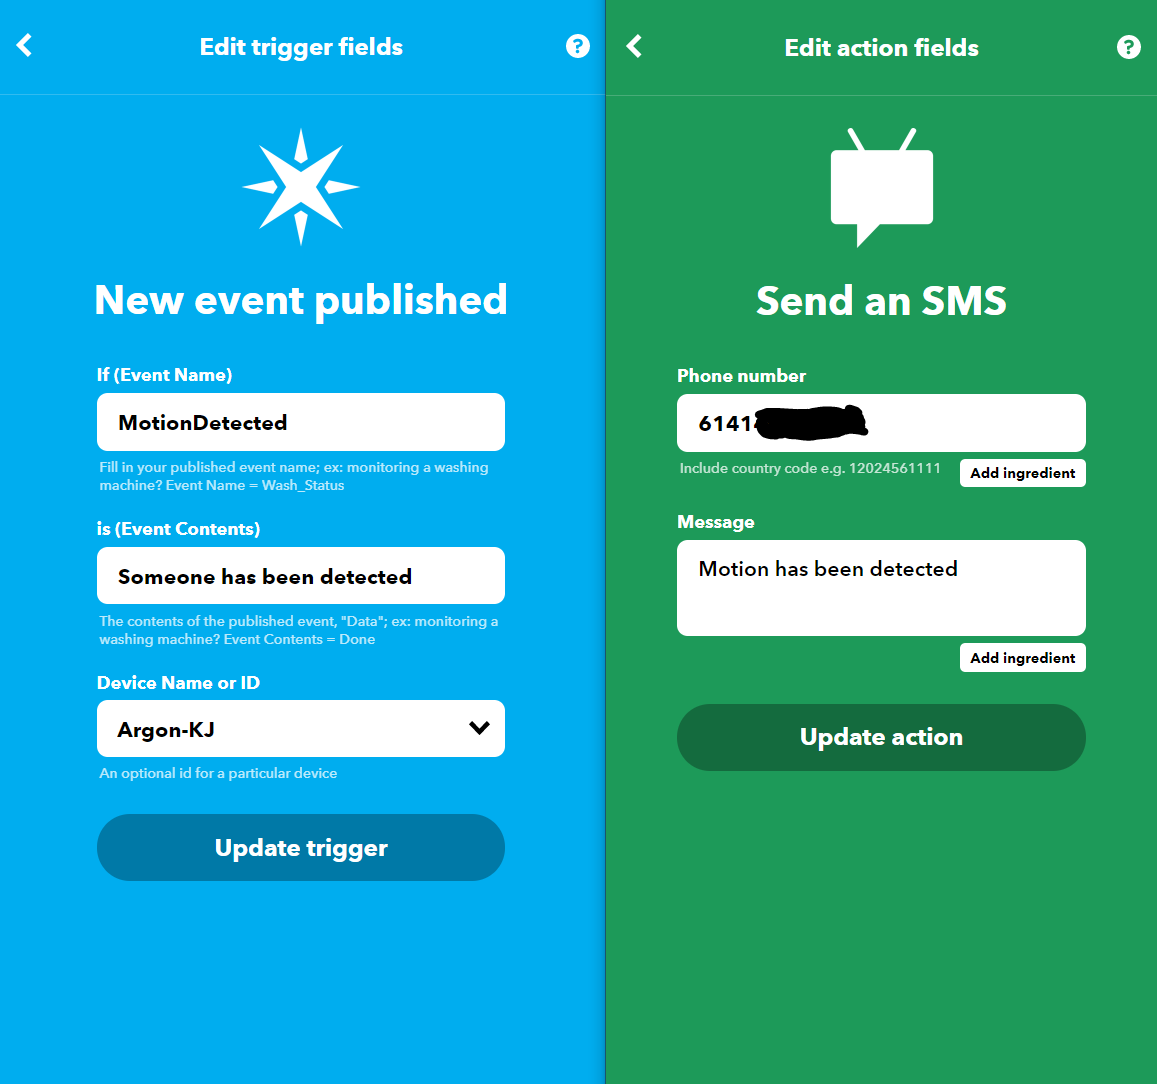 Edit trigger fields
?
New event published
If (Event Name)
MotionDetected
Fill in your published event name; ex: monitoring a washing
machine? Event Name = Wash_Status
is (Event Contents)
Someone has been detected
The contents of the published event, "Data"; ex: monitoring a
washing machine? Event Contents = Done
Device Name or ID
Argon-KJ
An optional id for a particular device
Update trigger
Edit action fields
?
Send an SMS
Phone number
6141
Include country code e.g. 12024561111
Add ingredient
Message
Motion has been detected
Add ingredient
Update action